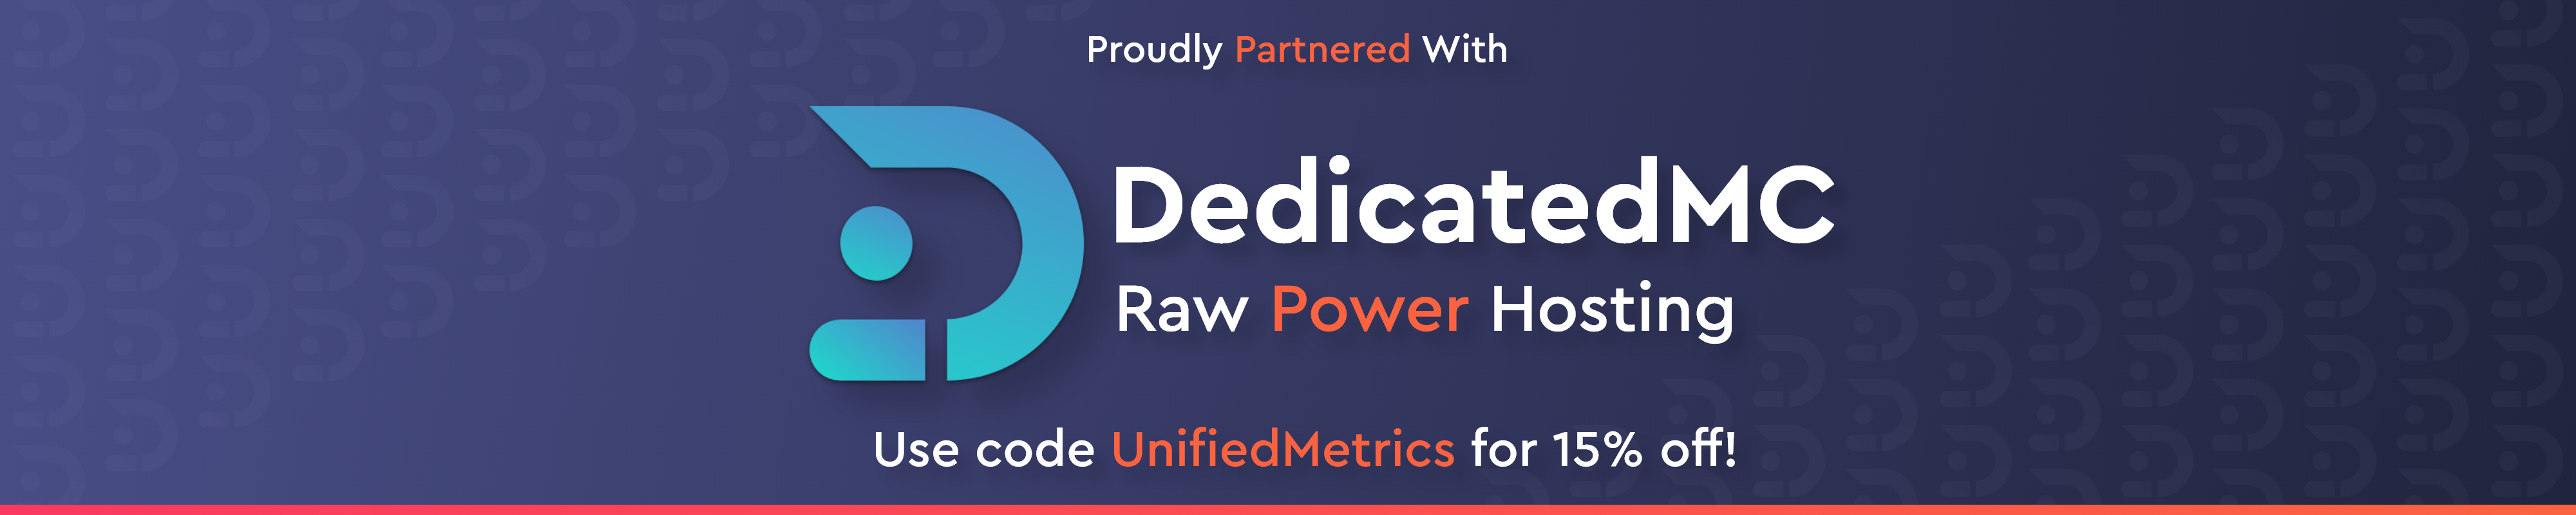 Proudly Partnered With
DedicatedMC
Raw Power Hosting
Use code UnifiedMetrics for 15% off!